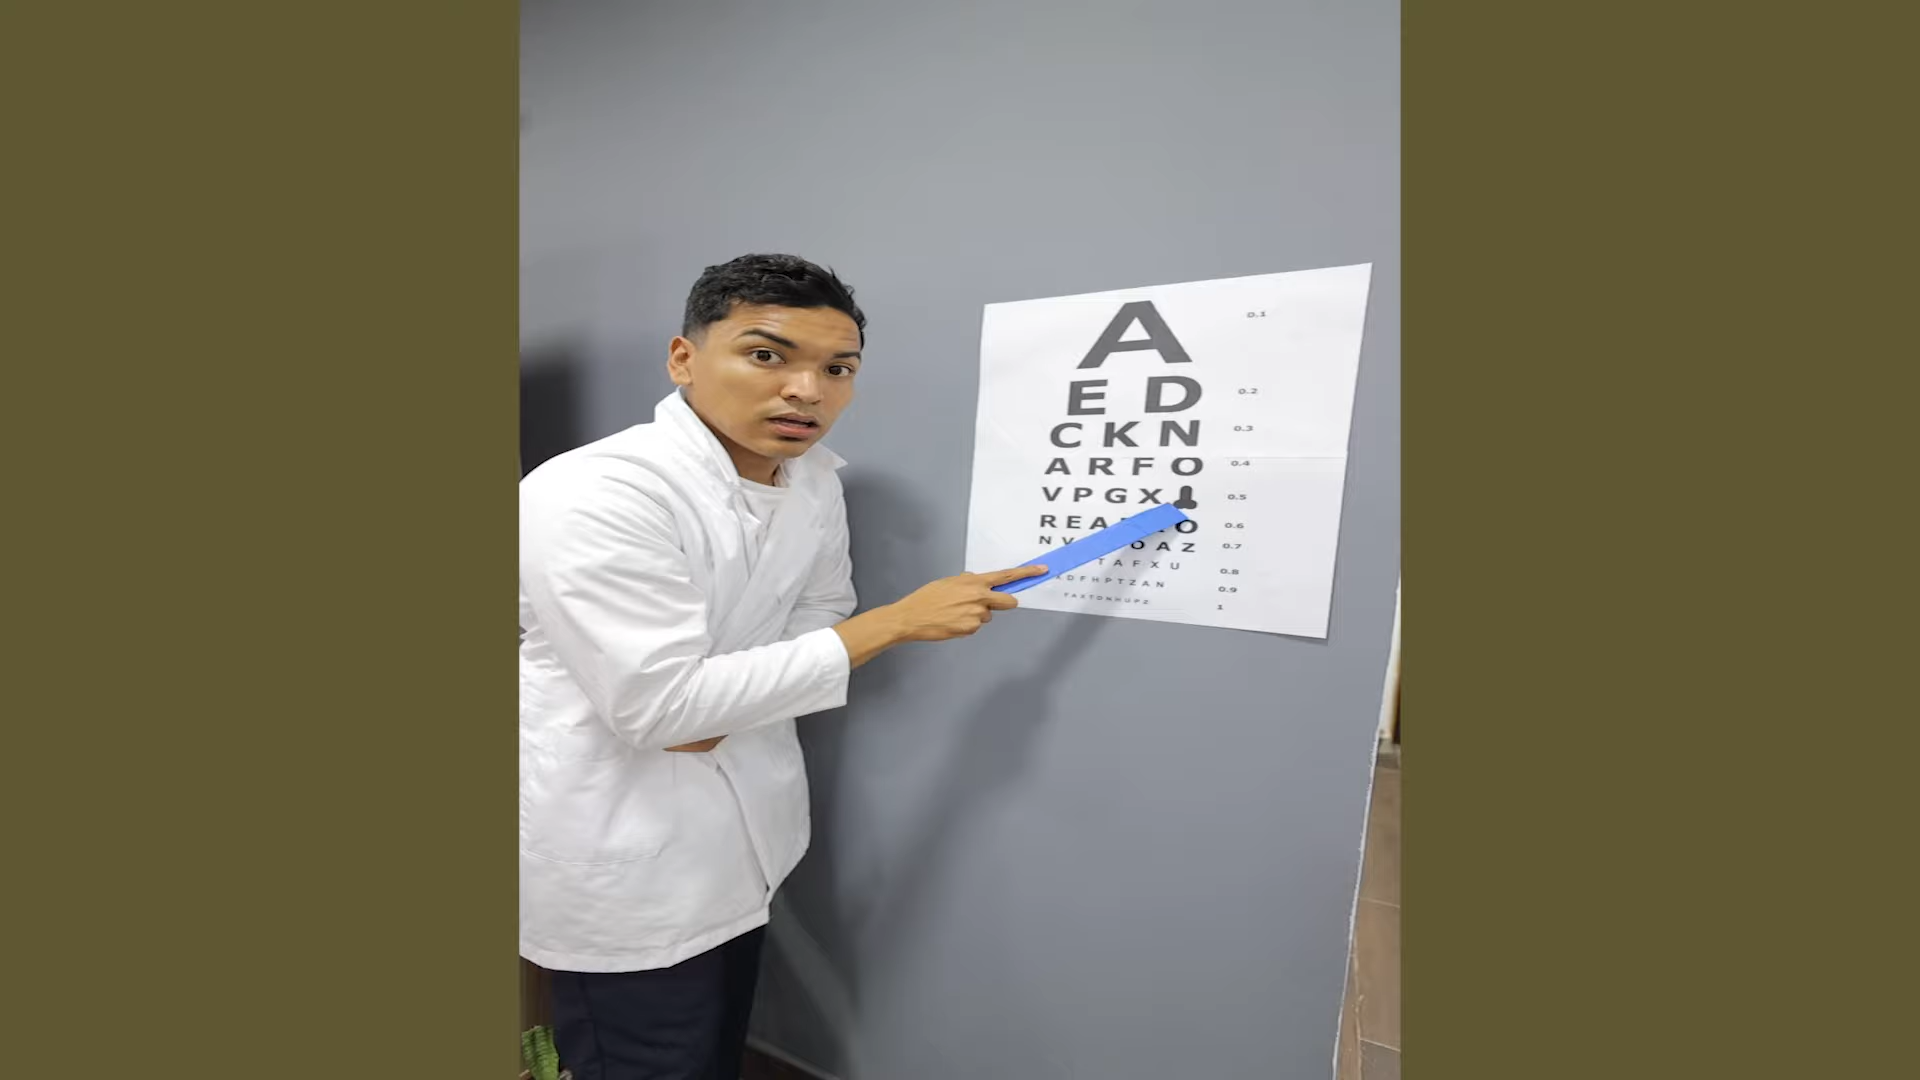 A 0.1
E D 0.2
C K N 0.3
A R F O 0.4
V P G X 0.5
R E A O 0.6
N V O A Z 0.7
T A F X U 0.8
X D F H P T Z A N 0.9
F A X T D N H U P Z 1